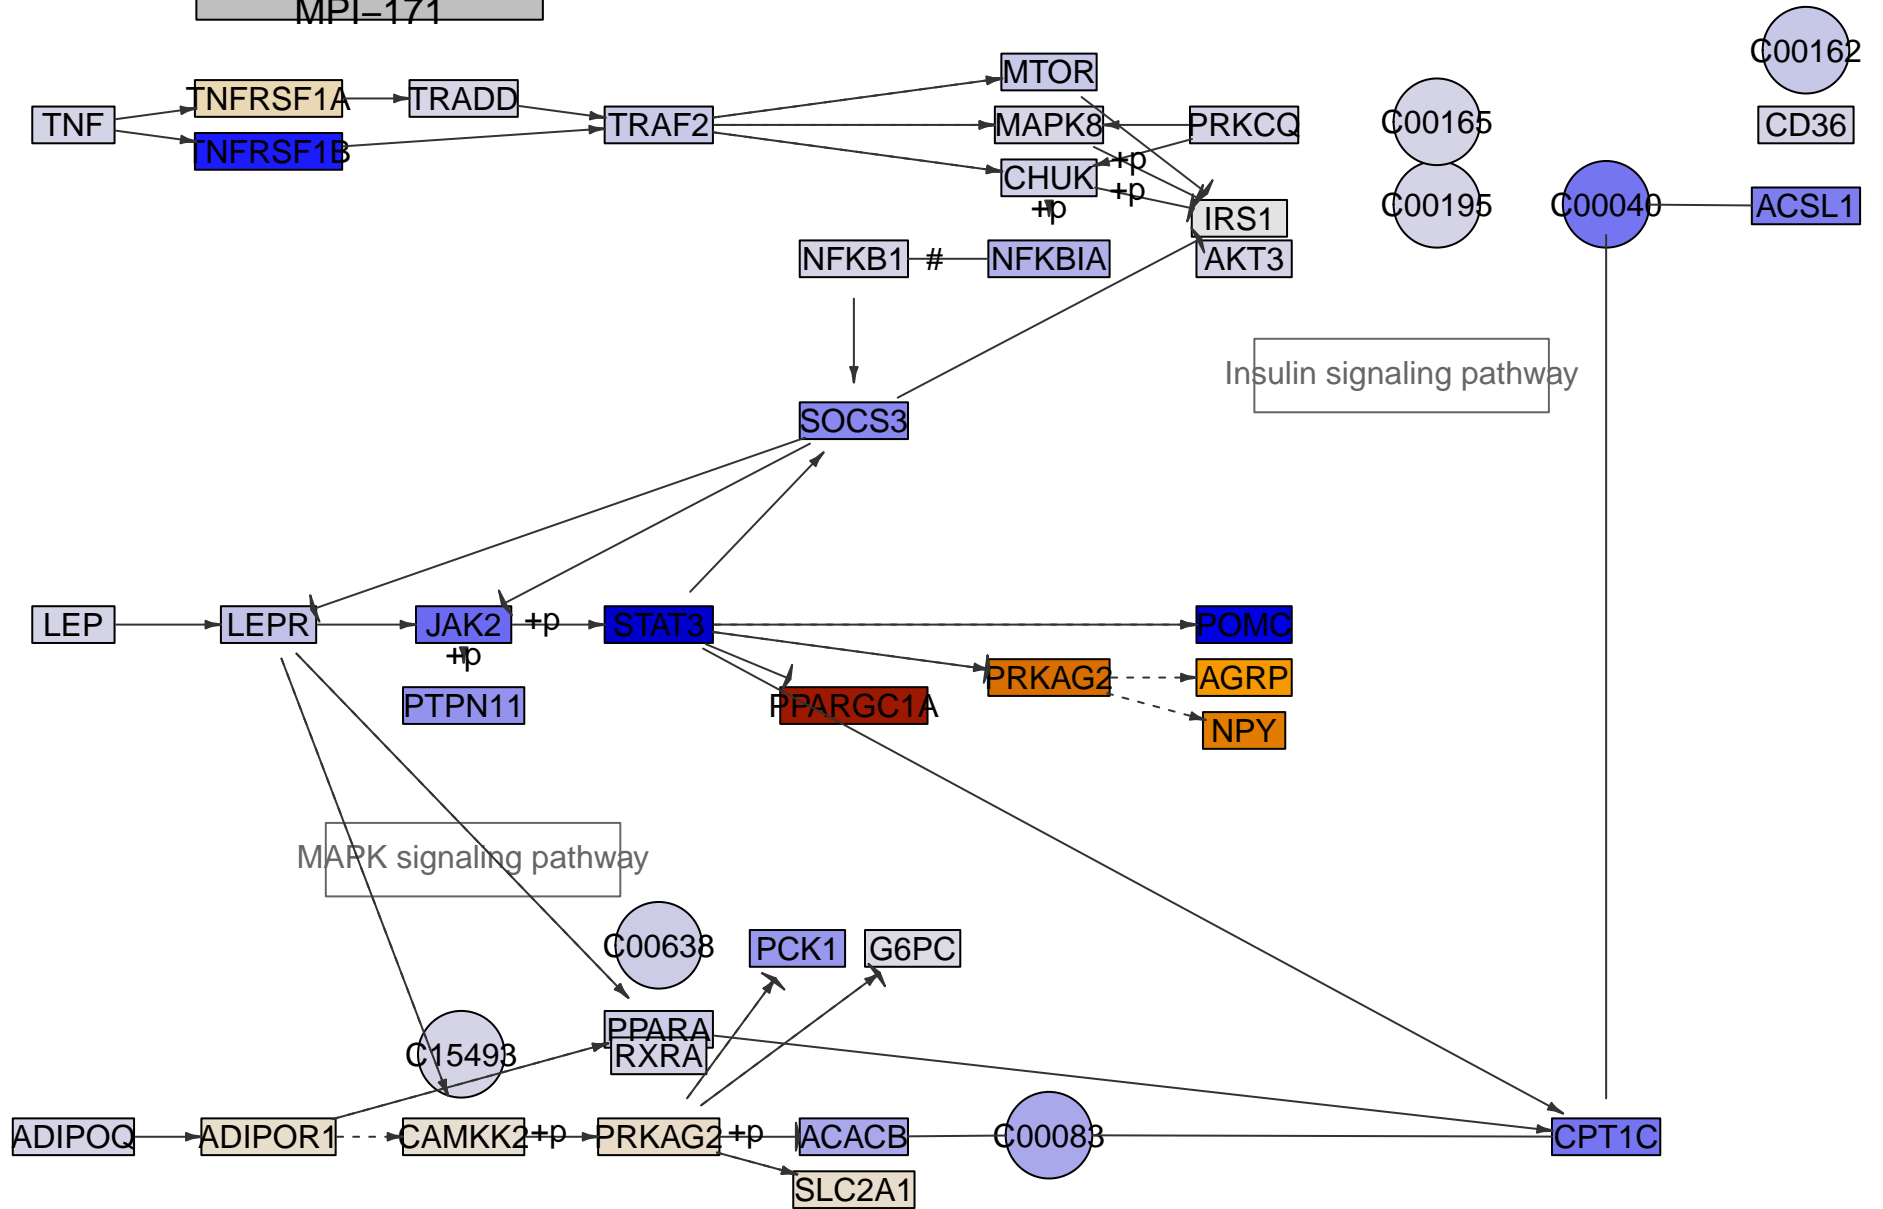 MPI–171
C00162
TNFRSF1A
TRADD
MTOR
TNF
TRAF2
MAPK8
PRKCQ
C00165
CD36
TNFRSF1B
+p
CHUK
+p
+p
IRS1
C00195
C00040
ACSL1
NFKB1
#
NFKBIA
AKT3
Insulin signaling pathway
SOCS3
LEP
LEPR
JAK2
+p
STAT3
POMC
+p
PRKAG2
AGRP
PTPN11
PPARGC1A
NPY
MAPK signaling pathway
C00638
PCK1
G6PC
PPARA
C15493
RXRA
ADIPOQ
ADIPOR1
CAMKK2
+p
PRKAG2
+p
ACACB
C00083
CPT1C
SLC2A1